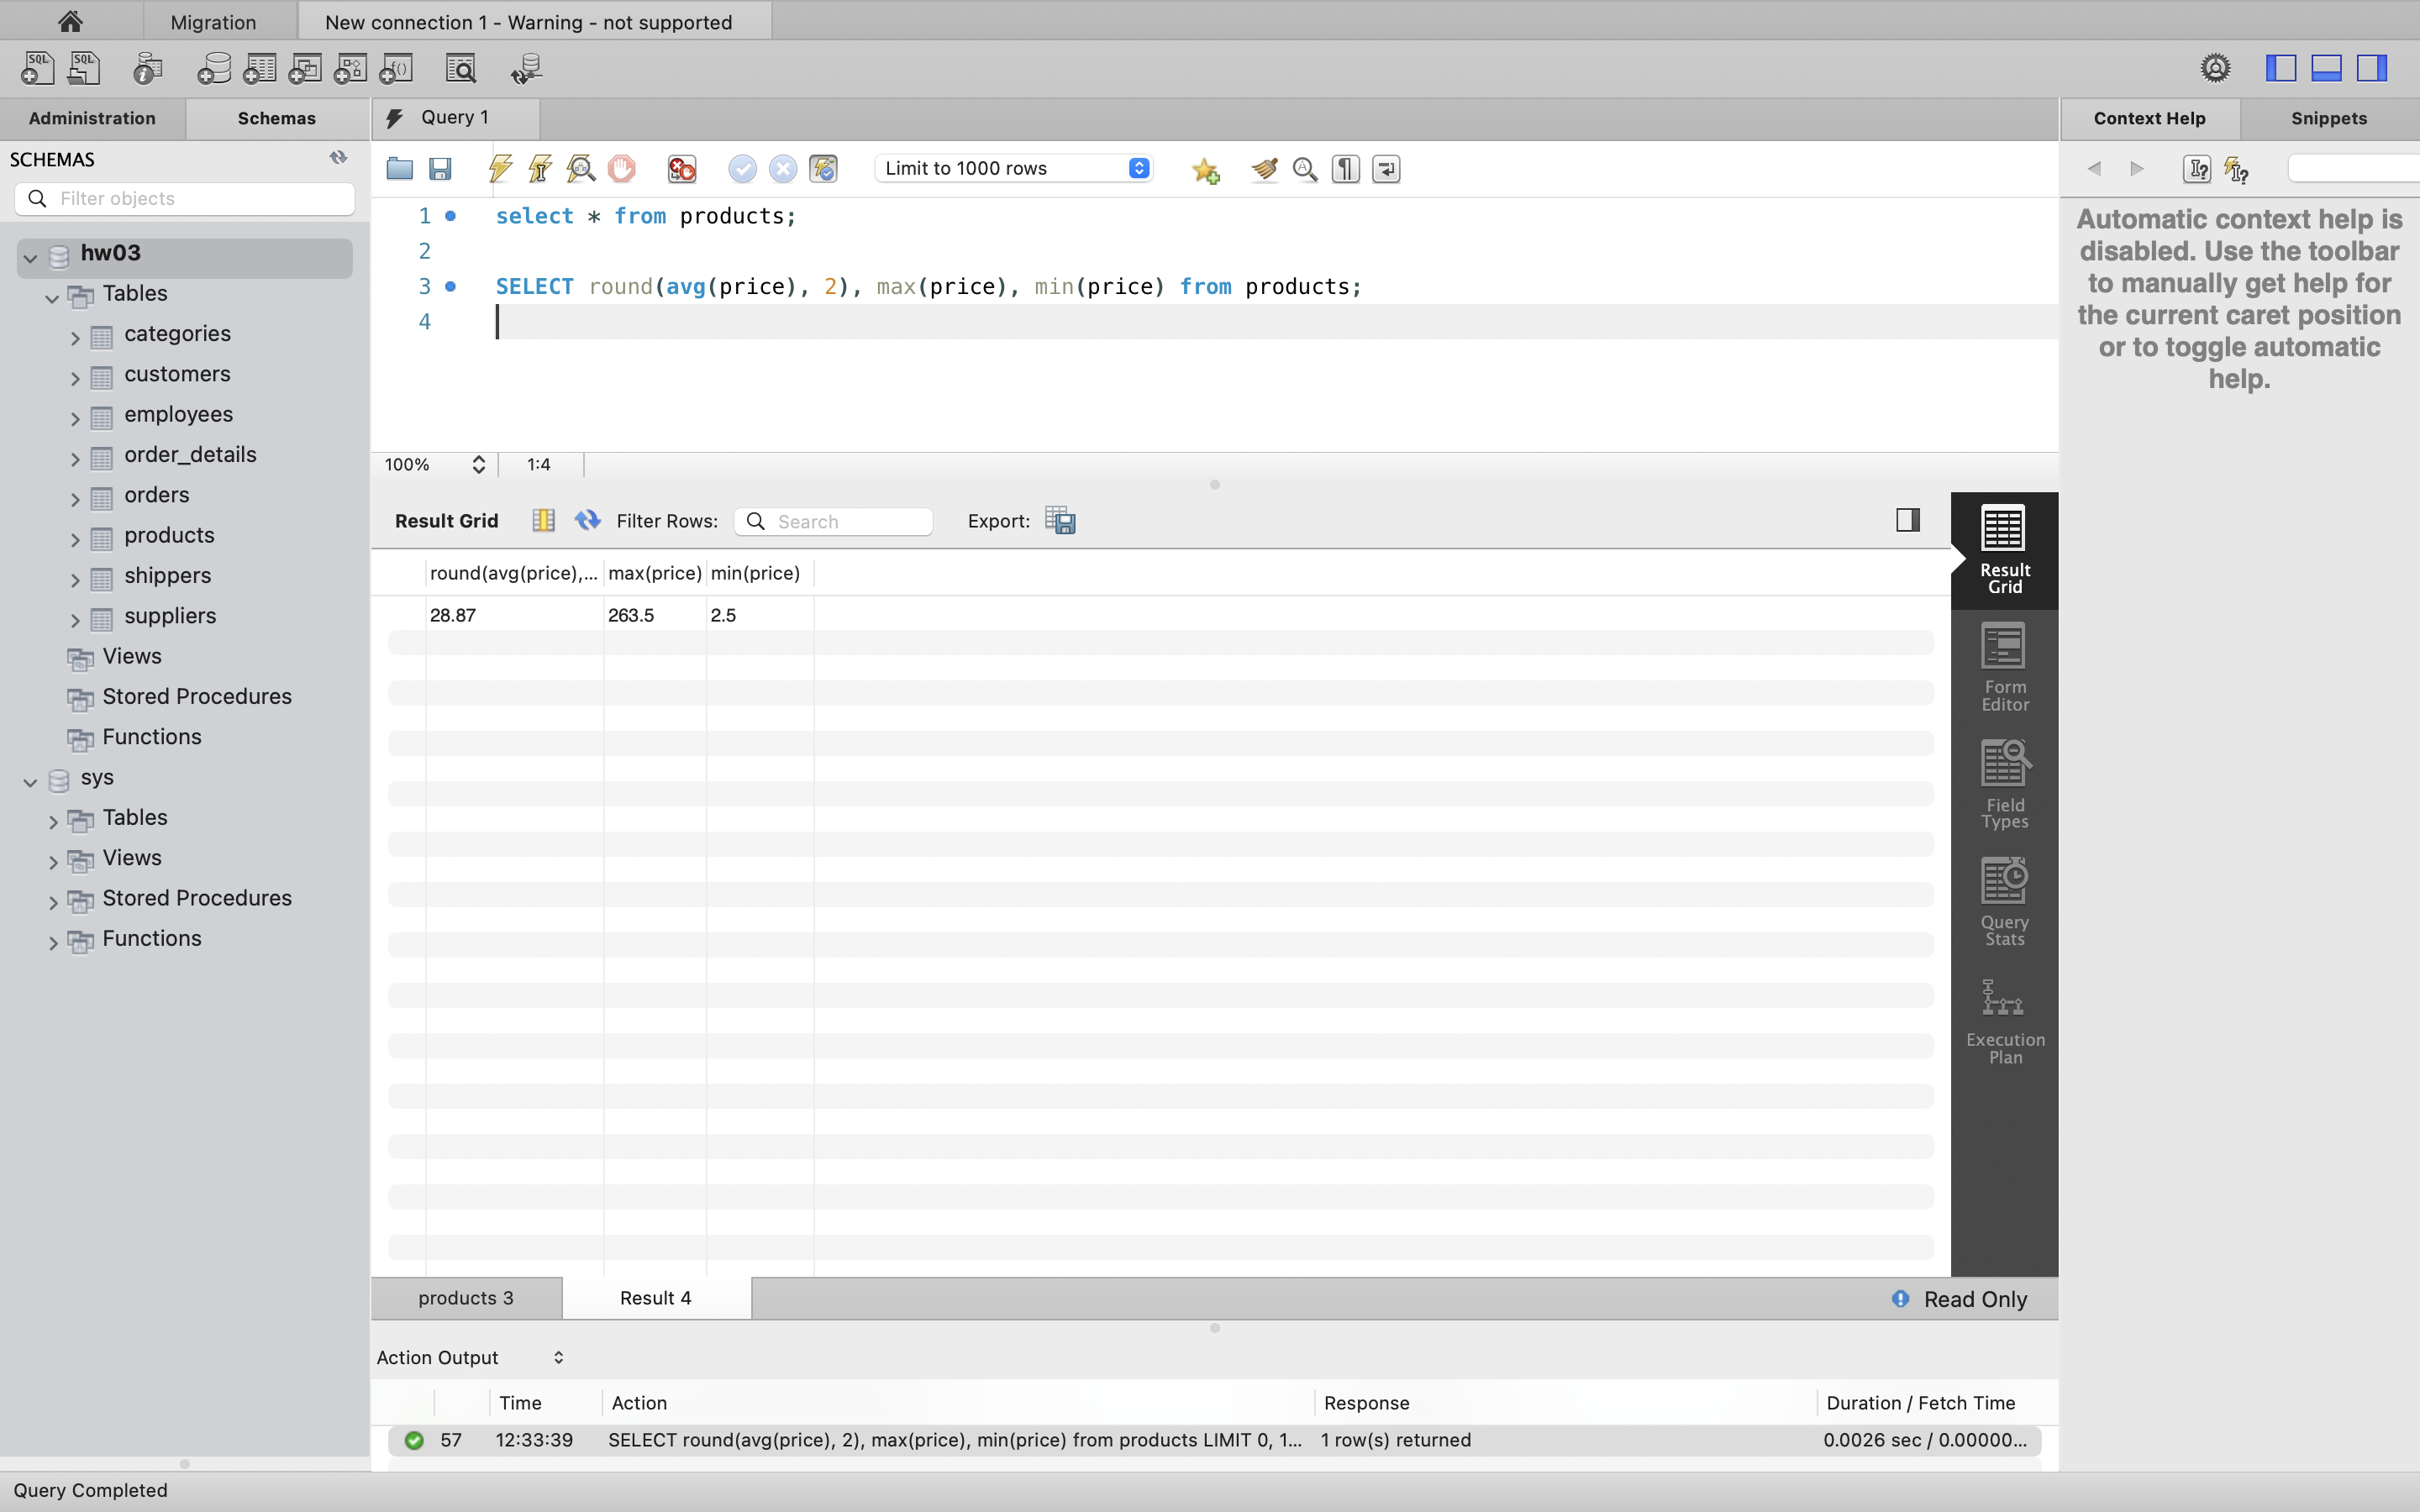 Migration
New connection 1 - Warning - not supported
SQL
SQL
Administration
Schemas
Query 1
Context Help
Snippets
SCHEMAS
Filter objects
Limit to 1000 rows
hw03
Tables
categories
customers
employees
order_details
orders
products
shippers
suppliers
Views
Stored Procedures
Functions
sys
Tables
Views
Stored Procedures
Functions
1 select * from products;
2
3 SELECT round(avg(price), 2), max(price), min(price) from products;
4
100%
1:4
Automatic context help is
disabled. Use the toolbar
to manually get help for
the current caret position
or to toggle automatic
help.
Result Grid
Filter Rows:
Search
Export:
round(avg(price),... max(price) min(price)
28.87 263.5 2.5
Result
Grid
Form
Editor
Field
Types
Query
Stats
Execution
Plan
products 3
Result 4
Read Only
Action Output
Time Action Response Duration / Fetch Time
57 12:33:39 SELECT round(avg(price), 2), max(price), min(price) from products LIMIT 0, 1... 1 row(s) returned 0.0026 sec / 0.00000...
Query Completed